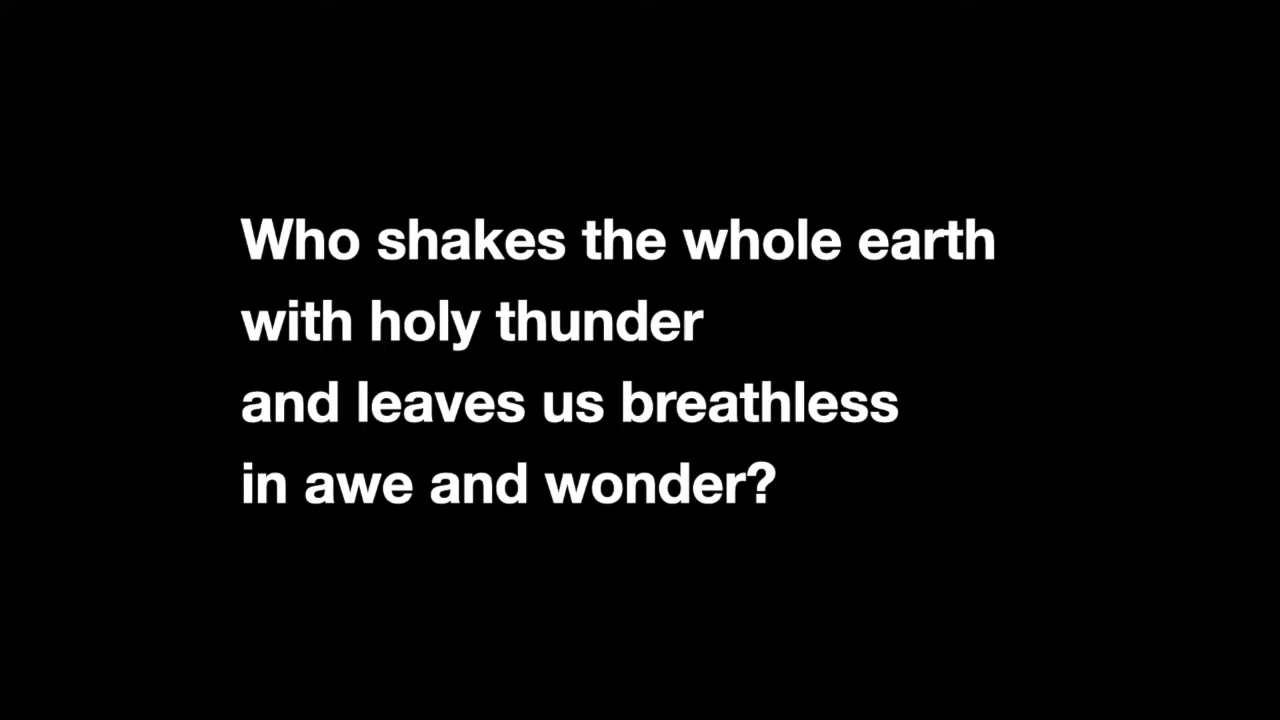 Who shakes the whole earth
with holy thunder
and leaves us breathless
in awe and wonder?